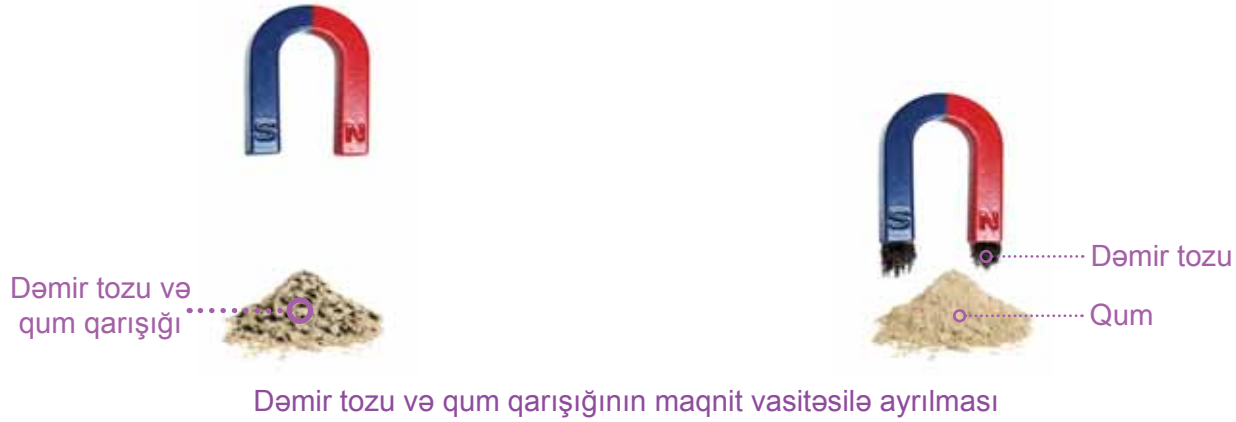 S N
S N
Dəmir tozu və
qum qarışığı
Dəmir tozu
Qum
Dəmir tozu və qum qarışığının maqnit vasitəsilə ayrılması